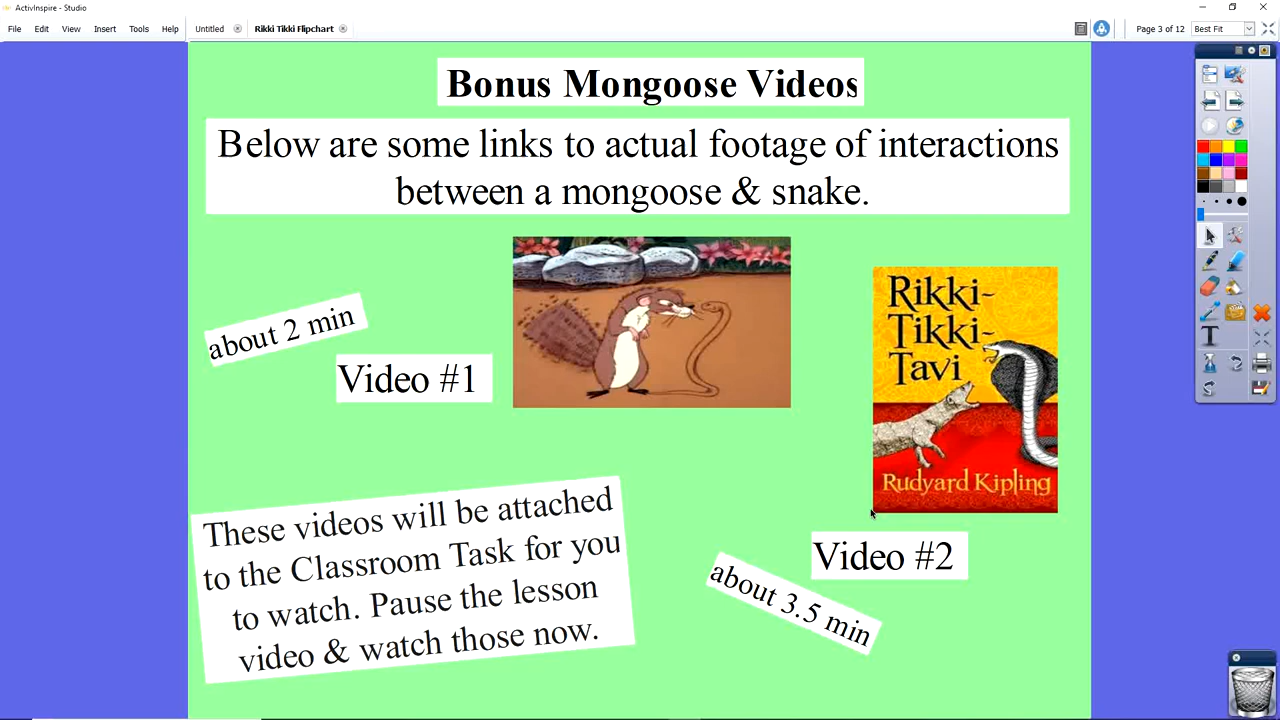 ActivInspire - Studio
File Edit View Insert Tools Help Untitled Rikki Tikki Flipchart Page 3 of 12 Best Fit
Bonus Mongoose Videos
Below are some links to actual footage of interactions
between a mongoose & snake.
about 2 min
Video #1
Rikki-
Tikki-
Tavi
Rudyard Kipling
These videos will be attached
to the Classroom Task for you
to watch. Pause the lesson
video & watch those now.
Video #2
about 3.5 min